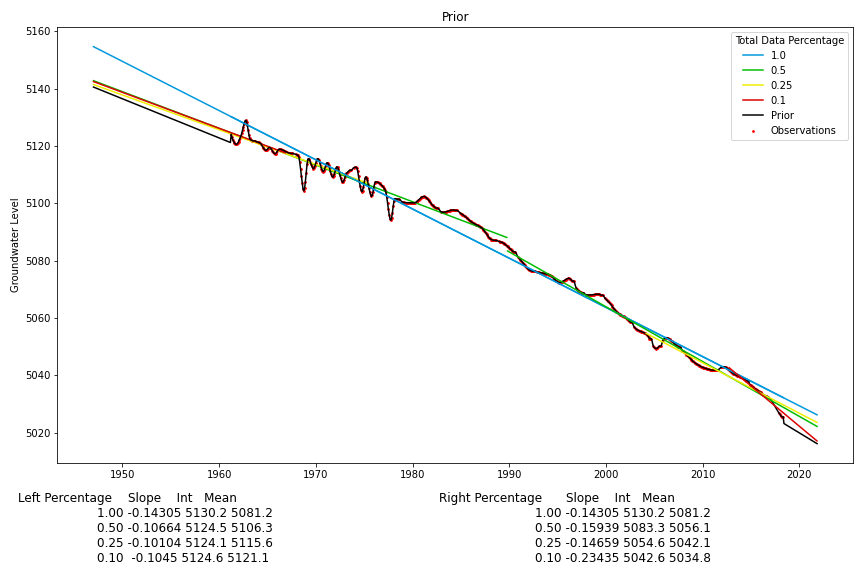 Prior
5160
5140
5120
5100
5080
5060
5040
5020
Groundwater Level
Total Data Percentage
1.0
0.5
0.25
0.1
Prior
Observations
1950 1960 1970 1980 1990 2000 2010 2020
Left Percentage Slope Int Mean
1.00 -0.14305 5130.2 5081.2
0.50 -0.10664 5124.5 5106.3
0.25 -0.10104 5124.1 5115.6
0.10 -0.1045 5124.6 5121.1
Right Percentage Slope Int Mean
1.00 -0.14305 5130.2 5081.2
0.50 -0.15939 5083.3 5056.1
0.25 -0.14659 5054.6 5042.1
0.10 -0.23435 5042.6 5034.8